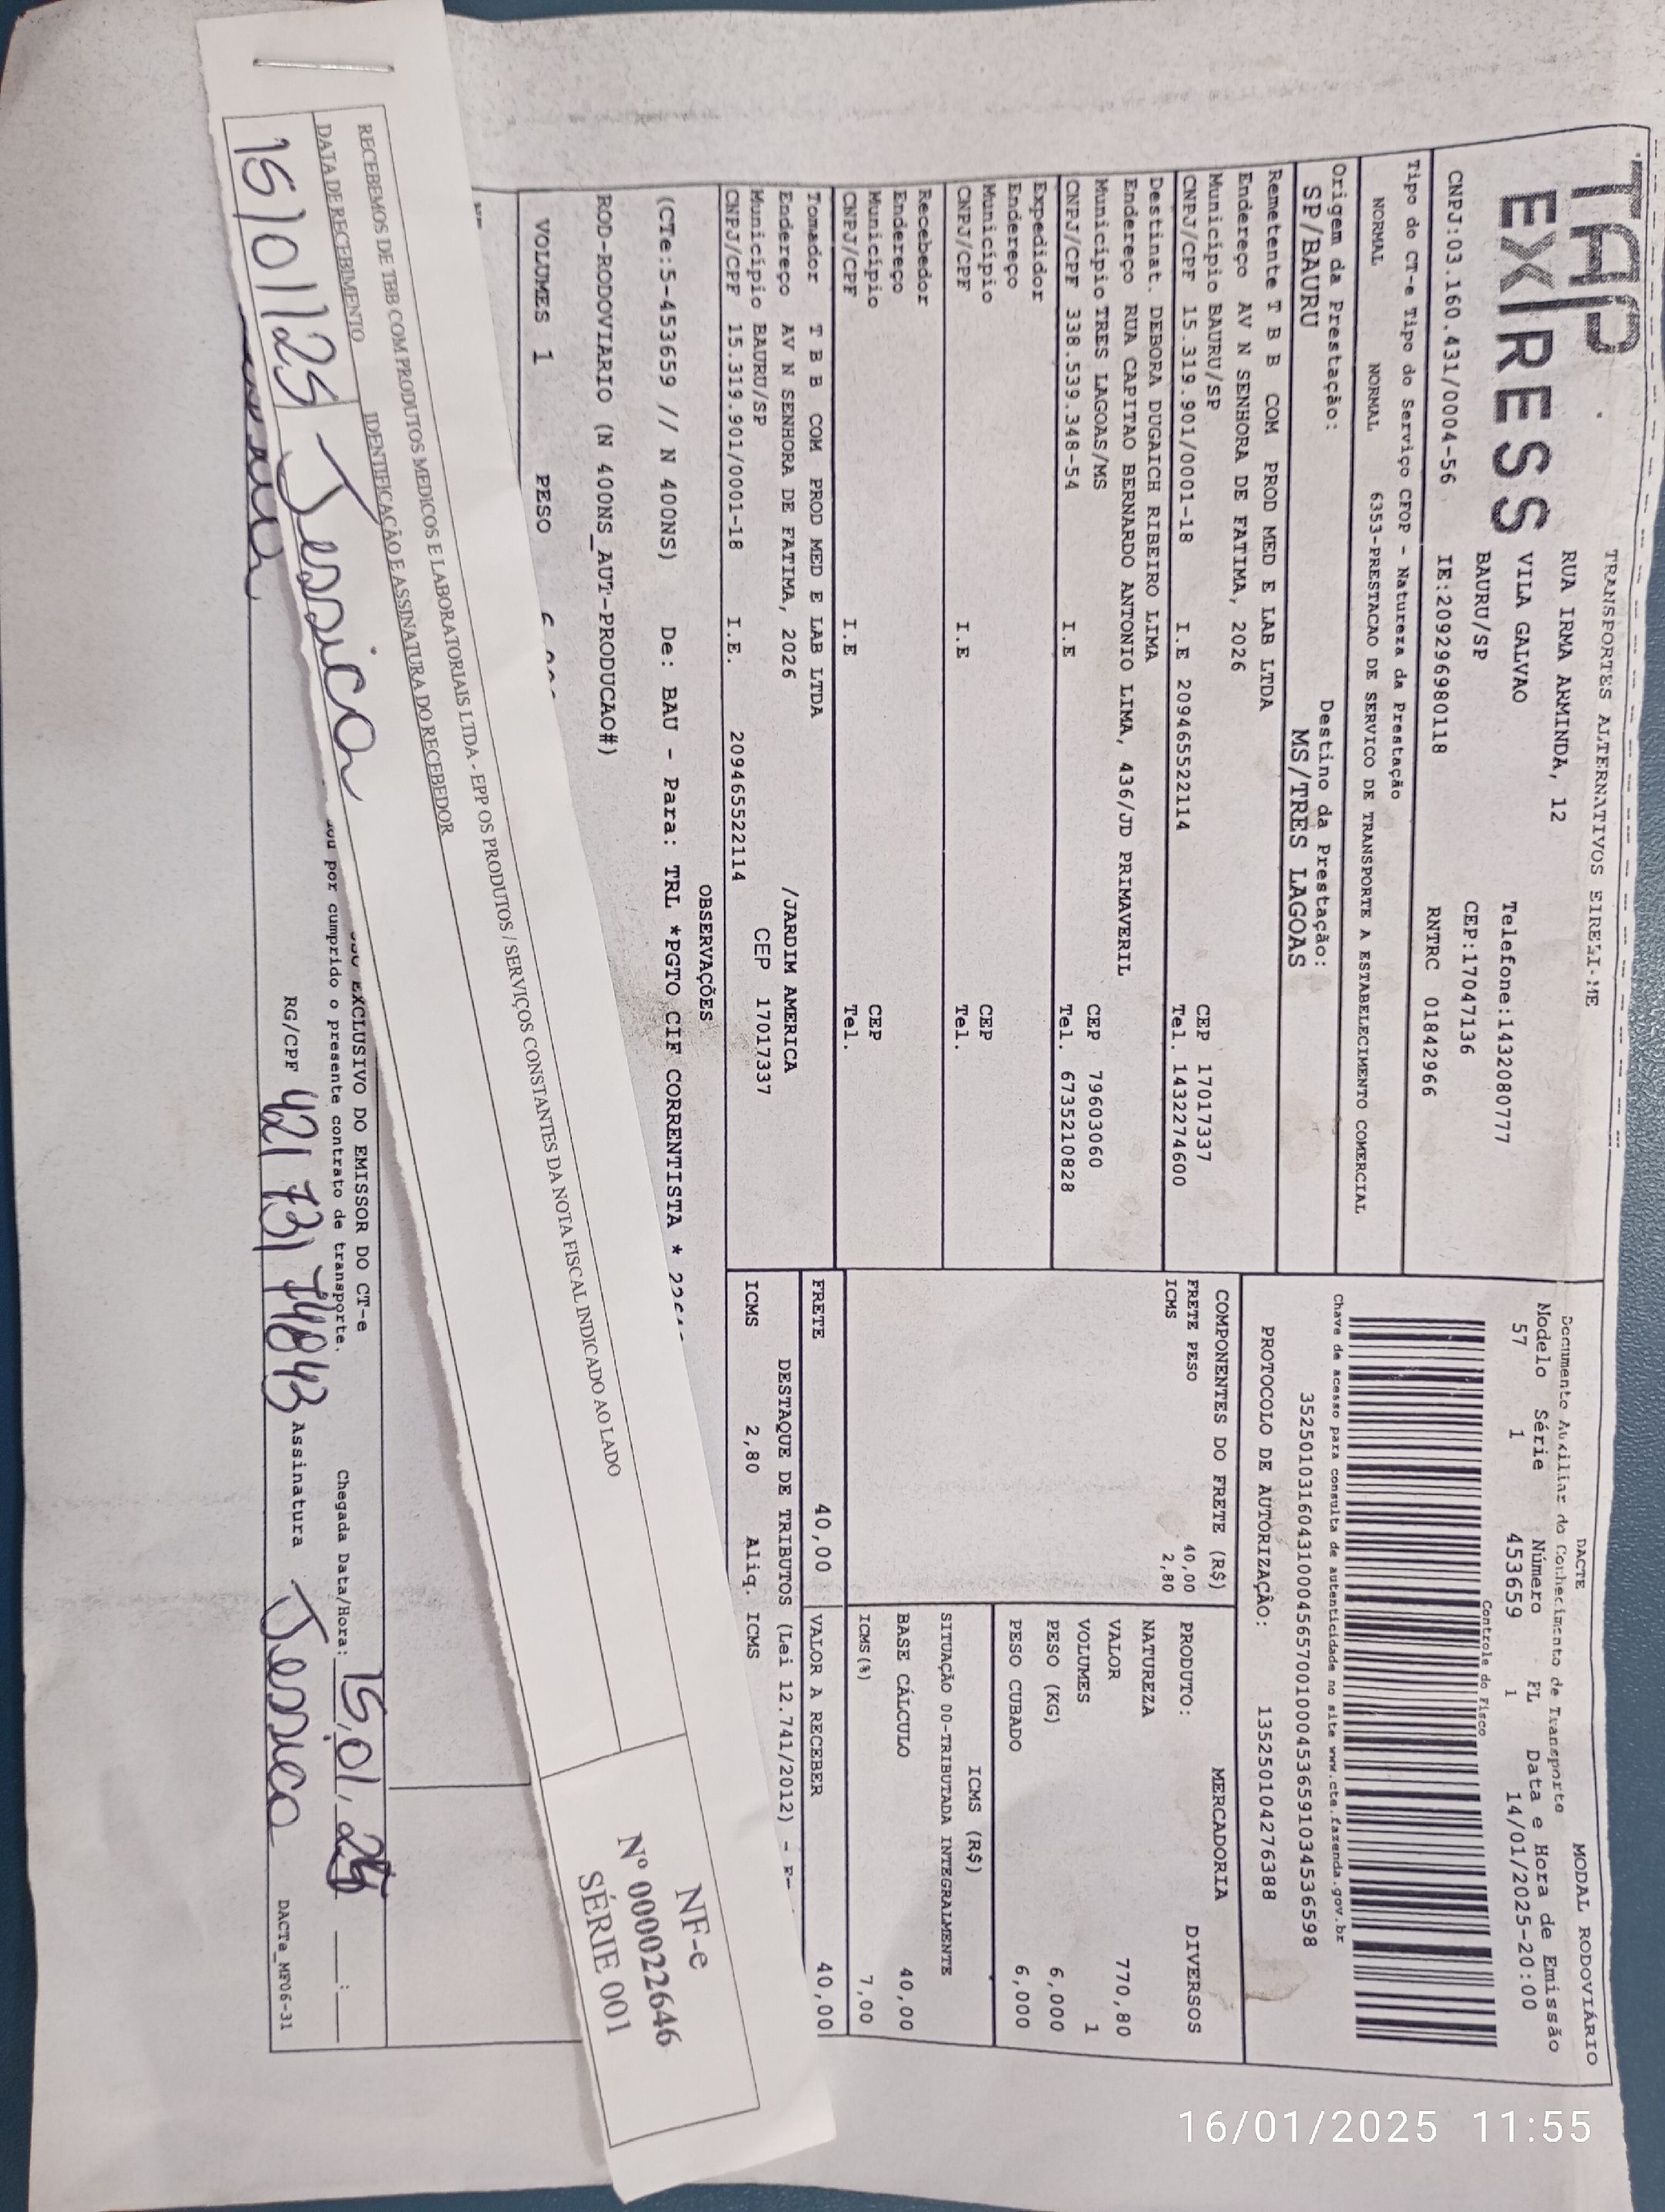 TAP
EXPRESS
TRANSPORTES ALTERNATIVOS EIRELI-ME
RUA IRMA ARMINDA, 12
VILA GALVAO
BAURU/SP
Telefone:1432080777
CEP:17047136
CNPJ:03.160.431/0004-56 IE:209296980118 RNTRC 01842966
Tipo do CT-e Tipo do Serviço CFOP - Natureza da Prestação
NORMAL NORMAL 6353-PRESTACAO DE SERVICO DE TRANSPORTE A ESTABELECIMENTO COMERCIAL
Origem da Prestação: Destino da Prestação:
SP/BAURU MS/TRES LAGOAS
Remetente T B B COM PROD MED E LAB LTDA
Endereço AV N SENHORA DE FATIMA, 2026
Município BAURU/SP CEP 17017337
CNPJ/CPF 15.319.901/0001-18 I.E 209465522114 Tel. 1432274600
Destinat. DEBORA DUGAICH RIBEIRO LIMA
Endereço RUA CAPITAO BERNARDO ANTONIO LIMA, 436/JD PRIMAVERIL
Município TRES LAGOAS/MS CEP 79603060
CNPJ/CPF 338.539.348-54 I.E Tel. 6735210828
Expedidor
Endereço
Município CEP
CNPJ/CPF I.E Tel.
Recebedor
Endereço
Município CEP
CNPJ/CPF I.E Tel.
Tomador T B B COM PROD MED E LAB LTDA
Endereço AV N SENHORA DE FATIMA, 2026 /JARDIM AMERICA
Município BAURU/SP CEP 17017337
CNPJ/CPF 15.319.901/0001-18 I.E. 209465522114
OBSERVAÇÕES
(CTe:5-453659 // N 400NS) De: BAU - Para: TRL *PGTO CIF CORRENTISTA *
ROD-RODOVIARIO (N 400NS_AUT-PRODUCAO#)
VOLUMES 1 PESO
DACTE MODAL RODOVIÁRIO
Documento Auxiliar do Conhecimento de Transporte
Modelo Série Número FL Data e Hora de Emissão
57 1 453659 1 14/01/2025-20:00
Controle do Fisco
Chave de acesso para consulta de autenticidade no site www.cte.fazenda.gov.br
35250103160431000456570010004536591034536598
PROTOCOLO DE AUTORIZAÇÃO: 135250104276388
COMPONENTES DO FRETE (R$)
FRETE PESO 40,00
ICMS 2,80
MERCADORIA
PRODUTO: DIVERSOS
NATUREZA
VALOR 770,80
VOLUMES 1
PESO (KG) 6,000
PESO CUBADO 6,000
ICMS (R$)
SITUAÇÃO 00-TRIBUTADA INTEGRALMENTE
BASE CÁLCULO 40,00
ICMS(%) 7,00
FRETE 40,00 VALOR A RECEBER 40,00
DESTAQUE DE TRIBUTOS (Lei 12.741/2012) -
ICMS 2,80 Aliq. ICMS
RECEBEMOS DE TBB COM PRODUTOS MEDICOS E LABORATORIAIS LTDA - EPP OS PRODUTOS / SERVIÇOS CONSTANTES DA NOTA FISCAL INDICADO AO LADO
DATA DE RECEBIMENTO IDENTIFICAÇÃO E ASSINATURA DO RECEBEDOR
15/01/25 Jessica
NF-e
Nº 000022646
SÉRIE 001
EXCLUSIVO DO EMISSOR DO CT-e
por cumprido o presente contrato de transporte. Chegada Data/Hora: 15,01,25
RG/CPF 421 731 748 43 Assinatura Jessica
DACTe_MF06-31
16/01/2025 11:55